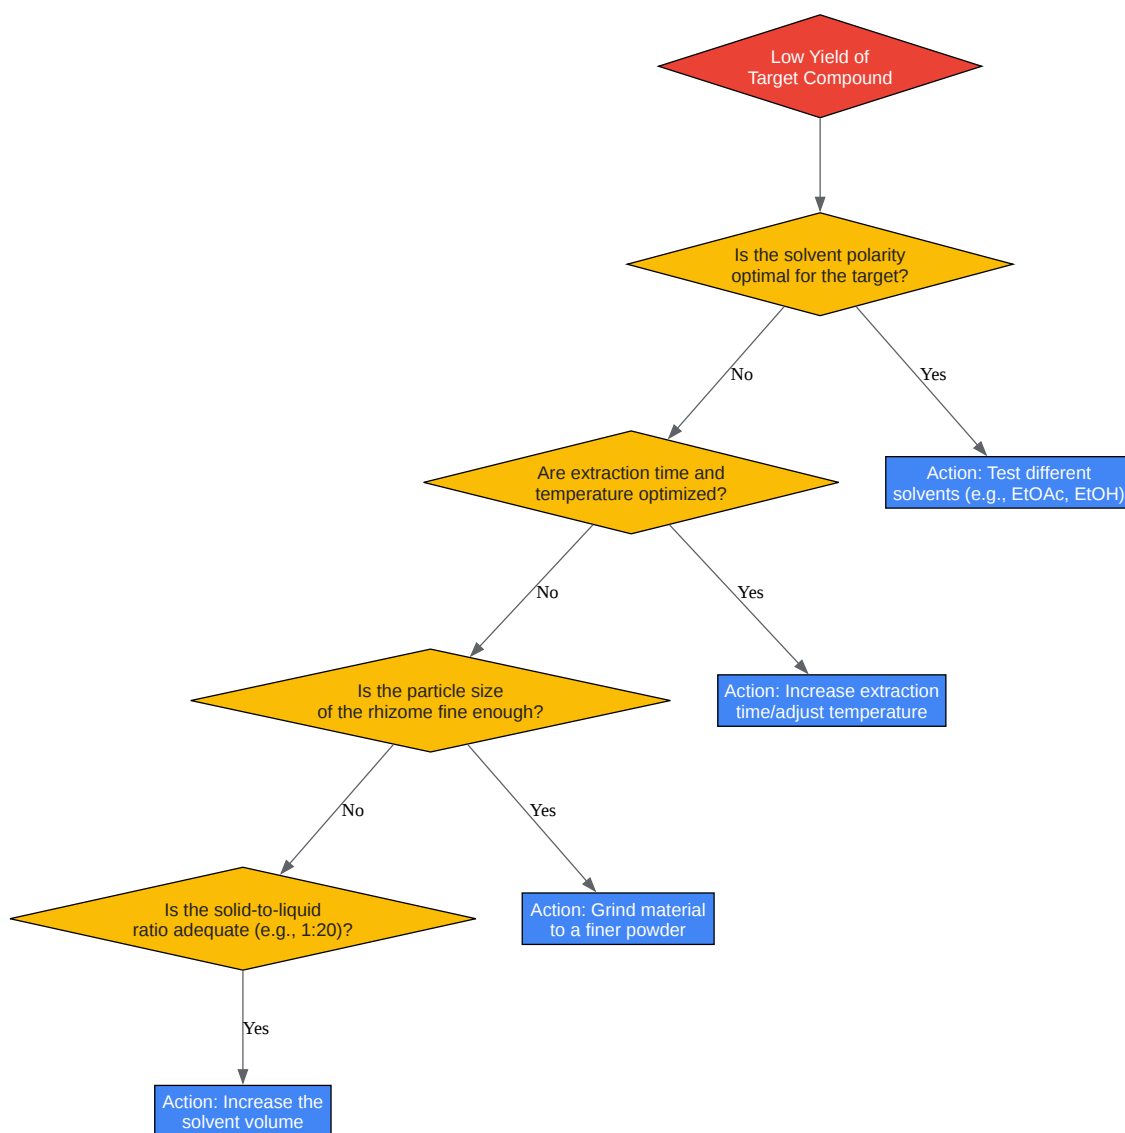 Low Yield of
Target Compound
Is the solvent polarity
optimal for the target?
No
Yes
Are extraction time and
temperature optimized?
Action: Test different
solvents (e.g., EtOAc, EtOH)
No
Yes
Is the particle size
of the rhizome fine enough?
Action: Increase extraction
time/adjust temperature
No
Yes
Is the solid-to-liquid
ratio adequate (e.g., 1:20)?
Action: Grind material
to a finer powder
Yes
Action: Increase the
solvent volume